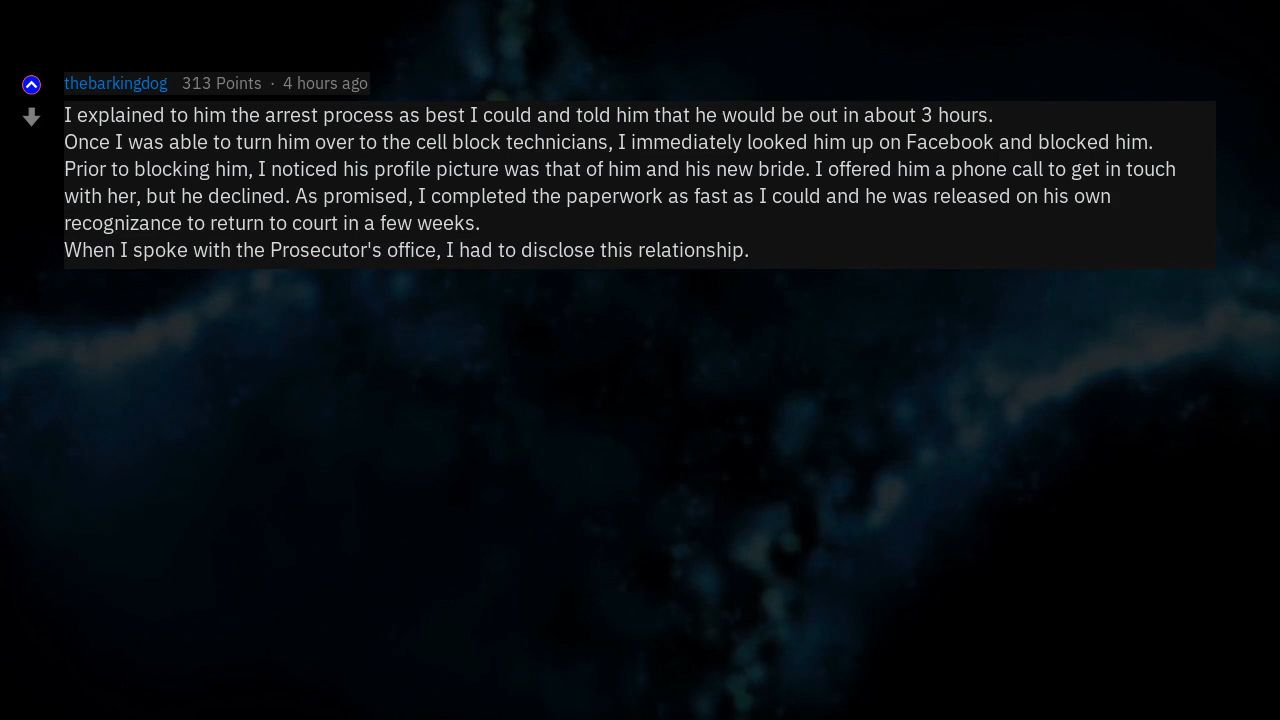 thebarkingdog 313 Points · 4 hours ago
I explained to him the arrest process as best I could and told him that he would be out in about 3 hours.
Once I was able to turn him over to the cell block technicians, I immediately looked him up on Facebook and blocked him.
Prior to blocking him, I noticed his profile picture was that of him and his new bride. I offered him a phone call to get in touch
with her, but he declined. As promised, I completed the paperwork as fast as I could and he was released on his own
recognizance to return to court in a few weeks.
When I spoke with the Prosecutor's office, I had to disclose this relationship.